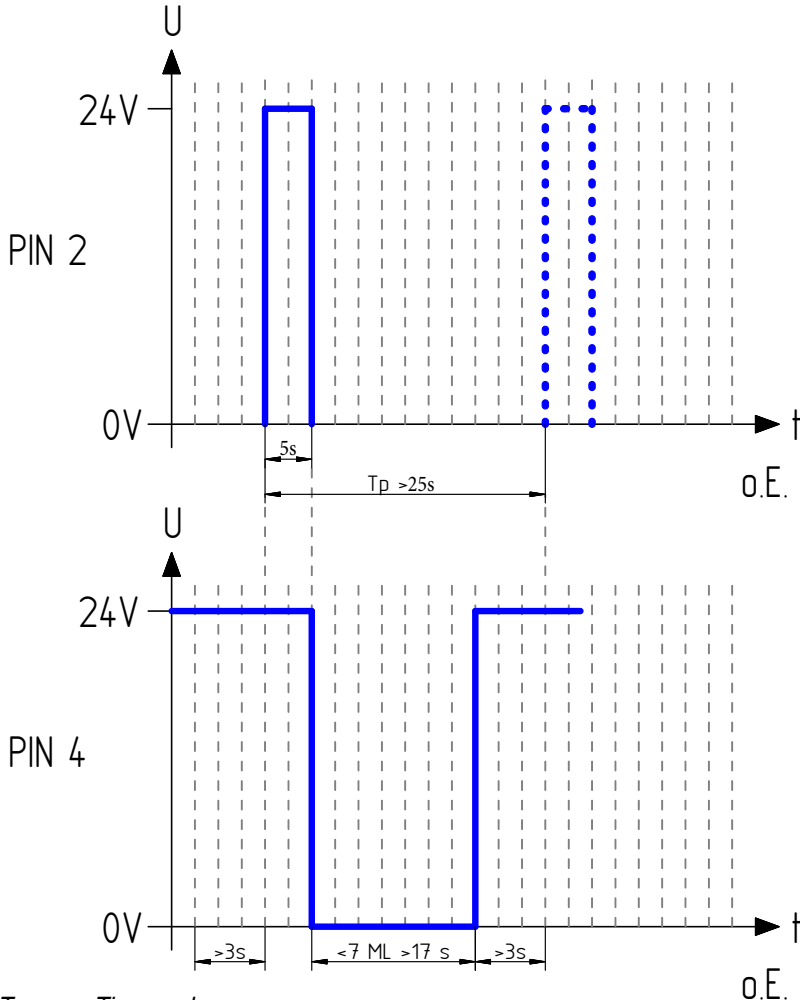 U
24V
PIN 2
0V
t
5s
Tp >25s
o.E.
U
24V
PIN 4
0V
t
>3s
<7 ML >17 s
>3s
o.E.